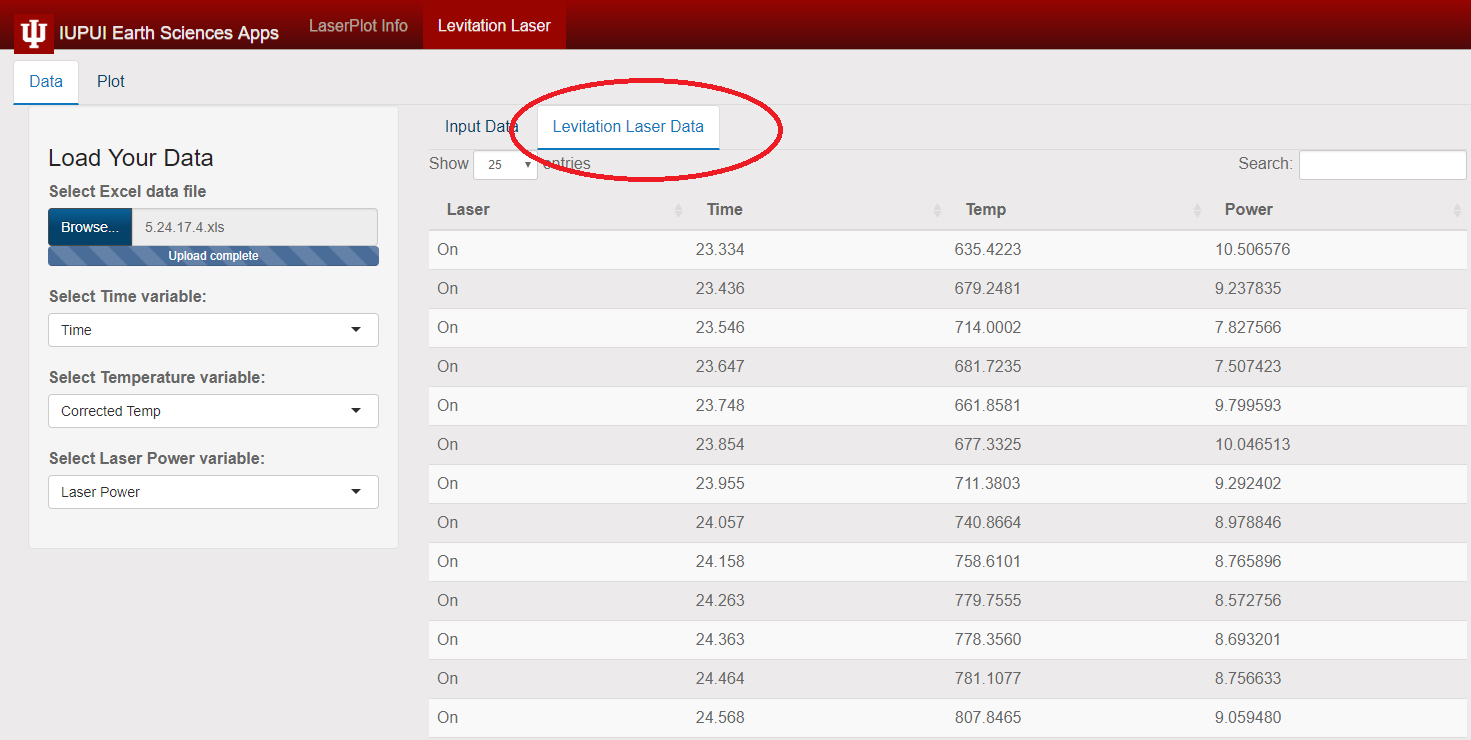 IUPUI Earth Sciences Apps LaserPlot Info Levitation Laser
Data Plot
Load Your Data
Select Excel data file
Browse... 5.24.17.4.xls
Upload complete
Select Time variable:
Time
Select Temperature variable:
Corrected Temp
Select Laser Power variable:
Laser Power
Input Data Levitation Laser Data
Show 25 entries Search:
Laser Time Temp Power
On 23.334 635.4223 10.506576
On 23.436 679.2481 9.237835
On 23.546 714.0002 7.827566
On 23.647 681.7235 7.507423
On 23.748 661.8581 9.799593
On 23.854 677.3325 10.046513
On 23.955 711.3803 9.292402
On 24.057 740.8664 8.978846
On 24.158 758.6101 8.765896
On 24.263 779.7555 8.572756
On 24.363 778.3560 8.693201
On 24.464 781.1077 8.756633
On 24.568 807.8465 9.059480